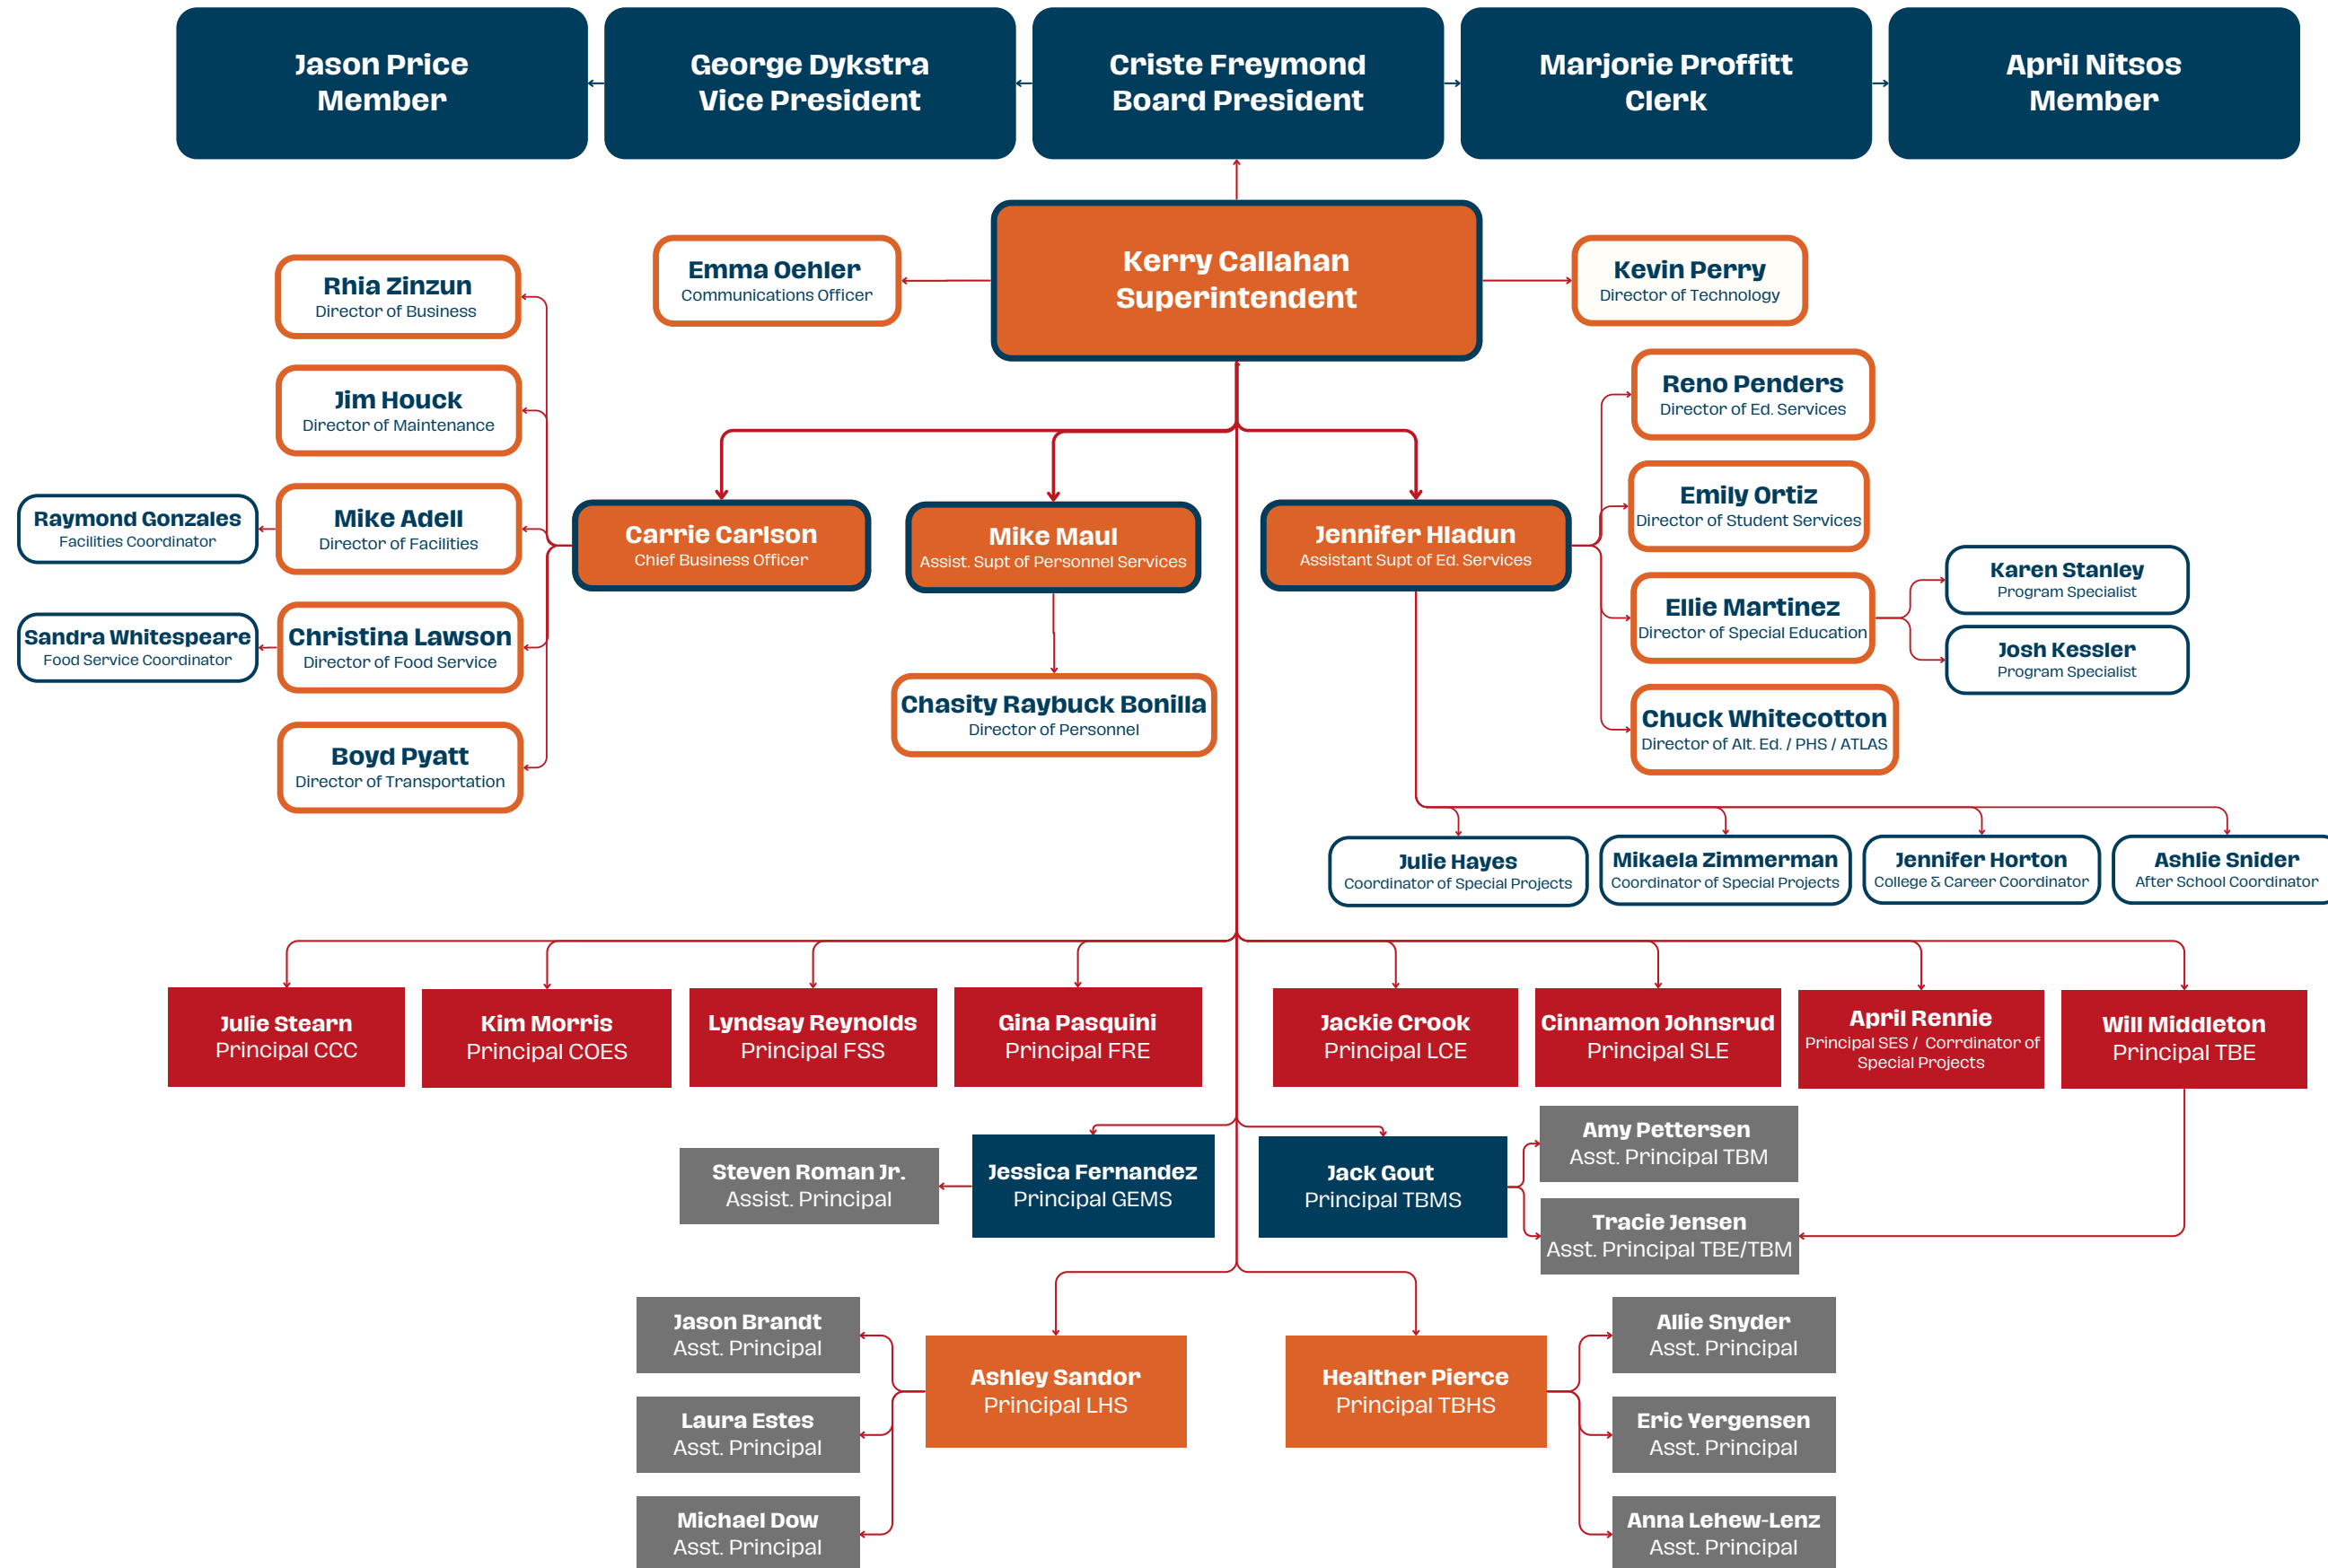 Jason Price
Member
George Dykstra
Vice President
Criste Freymond
Board President
Marjorie Proffitt
Clerk
April Nitsos
Member
Kerry Callahan
Superintendent
Emma Oehler
Communications Officer
Kevin Perry
Director of Technology
Rhia Zinzun
Director of Business
Jim Houck
Director of Maintenance
Mike Adell
Director of Facilities
Raymond Gonzales
Facilities Coordinator
Christina Lawson
Director of Food Service
Sandra Whitespeare
Food Service Coordinator
Boyd Pyatt
Director of Transportation
Carrie Carlson
Chief Business Officer
Mike Maul
Assist. Supt of Personnel Services
Chasity Raybuck Bonilla
Director of Personnel
Jennifer Hladun
Assistant Supt of Ed. Services
Reno Penders
Director of Ed. Services
Emily Ortiz
Director of Student Services
Ellie Martinez
Director of Special Education
Karen Stanley
Program Specialist
Josh Kessler
Program Specialist
Chuck Whitecotton
Director of Alt. Ed. / PHS / ATLAS
Julie Hayes
Coordinator of Special Projects
Mikaela Zimmerman
Coordinator of Special Projects
Jennifer Horton
College & Career Coordinator
Ashlie Snider
After School Coordinator
Julie Stearn
Principal CCC
Kim Morris
Principal COES
Lyndsay Reynolds
Principal FSS
Gina Pasquini
Principal FRE
Jackie Crook
Principal LCE
Cinnamon Johnsrud
Principal SLE
April Rennie
Principal SES / Corrdinator of
Special Projects
Will Middleton
Principal TBE
Steven Roman Jr.
Assist. Principal
Jessica Fernandez
Principal GEMS
Jack Gout
Principal TBMS
Amy Pettersen
Asst. Principal TBM
Tracie Jensen
Asst. Principal TBE/TBM
Jason Brandt
Asst. Principal
Laura Estes
Asst. Principal
Michael Dow
Asst. Principal
Ashley Sandor
Principal LHS
Healther Pierce
Principal TBHS
Allie Snyder
Asst. Principal
Eric Yergensen
Asst. Principal
Anna Lehew-Lenz
Asst. Principal